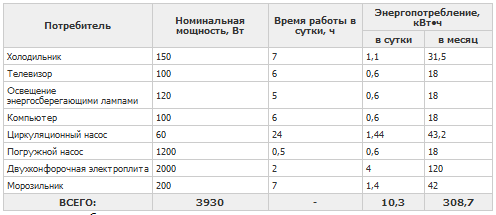 Потребитель Номинальная мощность, Вт Время работы в сутки, ч Энергопотребление, кВт•ч
в сутки в месяц
Холодильник 150 7 1,1 31,5
Телевизор 100 6 0,6 18
Освещение
энергосберегающими лампами 120 5 0,6 18
Компьютер 100 6 0,6 18
Циркуляционный насос 60 24 1,44 43,2
Погружной насос 1200 0,5 0,6 18
Двухконфорочная электроплита 2000 2 4 120
Морозильник 200 7 1,4 42
ВСЕГО: 3930 - 10,3 308,7